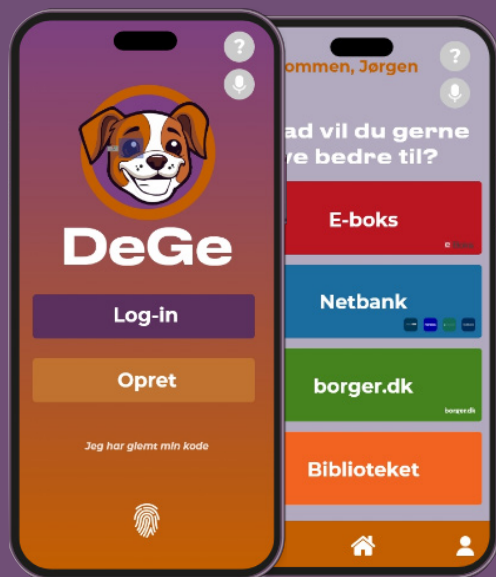 ?
DeGe
Log-in
Opret
Jeg har glemt min kode
?
ommen, Jørgen
ad vil du gerne
ve bedre til?
E-boks
Netbank
borger.dk
borger.dk
Biblioteket